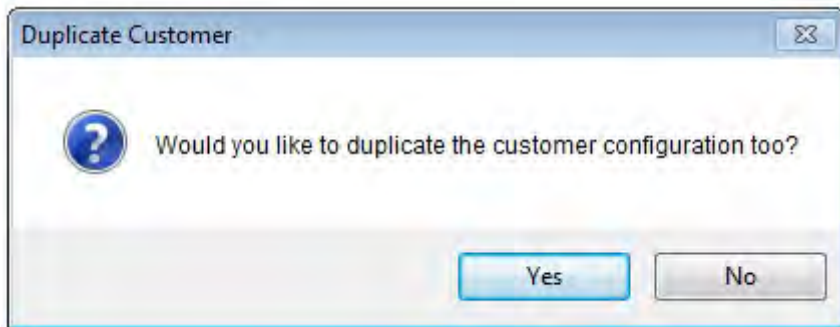 Duplicate Customer
Would you like to duplicate the customer configuration too?
Yes
No